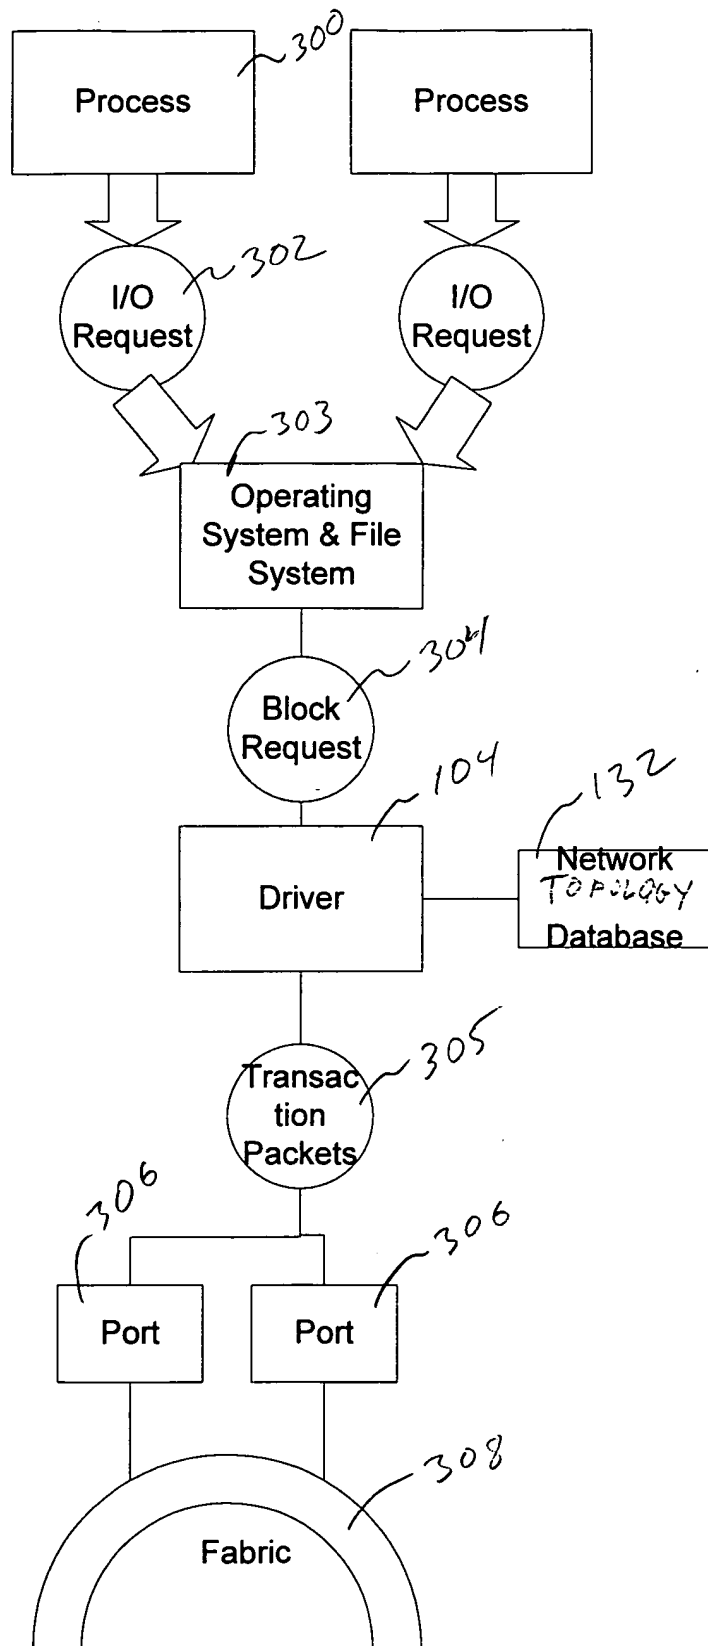 300
Process
Process
302
I/O
Request
I/O
Request
303
Operating
System & File
System
304
Block
Request
104
132
Driver
Network
TOPOLOGY
Database
305
Transac
tion
Packets
306
306
Port
Port
308
Fabric